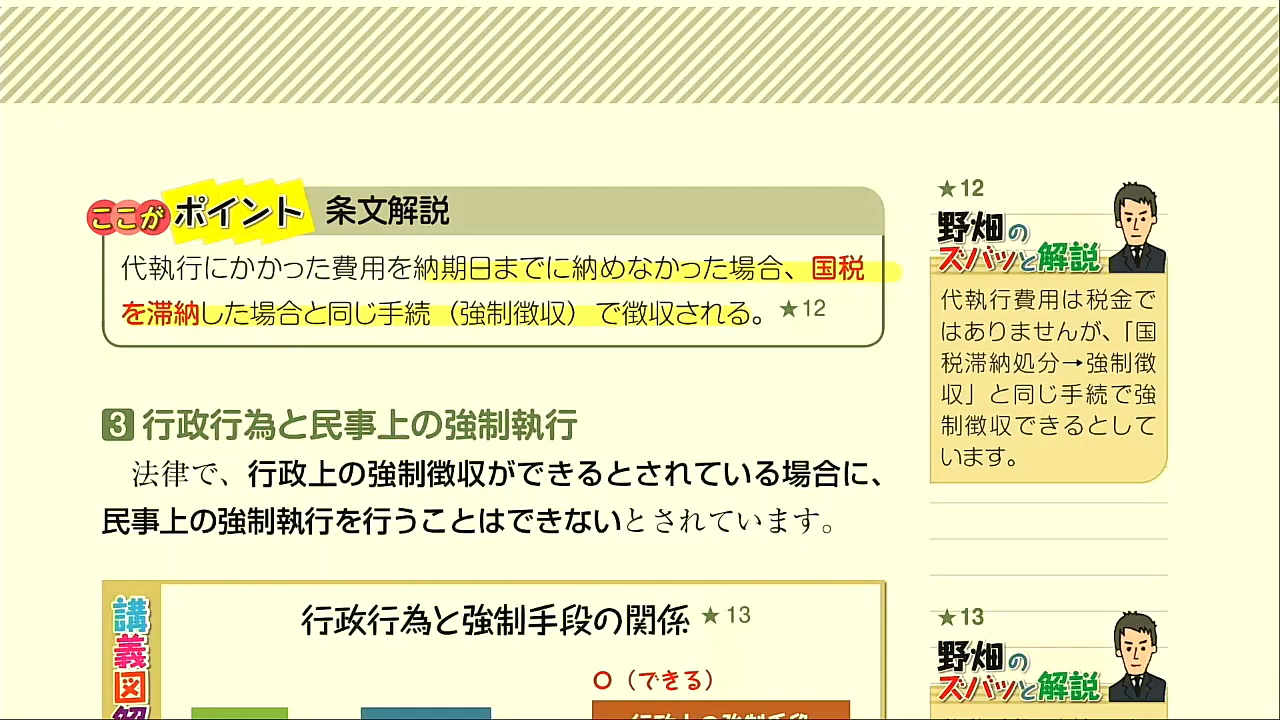 ここが ポイント 条文解説
代執行にかかった費用を納期日までに納めなかった場合、国税
を滞納した場合と同じ手続（強制徴収）で徴収される。★12
3 行政行為と民事上の強制執行
法律で、行政上の強制徴収ができるとされている場合に、
民事上の強制執行を行うことはできないとされています。
講義図解
行政行為と強制手段の関係 ★13
○（できる）
行政上の強制手段
★12
野畑の
ズバッと解説
代執行費用は税金で
はありませんが、「国
税滞納処分→強制徴
収」と同じ手続で強
制徴収できるとして
います。
★13
野畑の
ズバッと解説